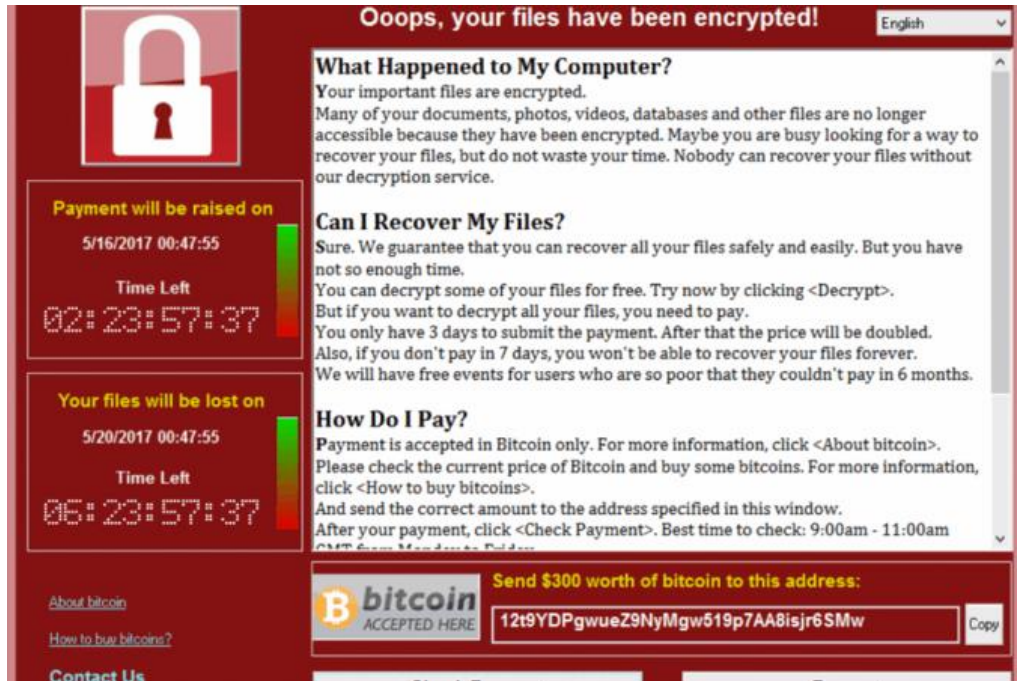 Ooops, your files have been encrypted!
English
What Happened to My Computer?
Your important files are encrypted.
Many of your documents, photos, videos, databases and other files are no longer
accessible because they have been encrypted. Maybe you are busy looking for a way to
recover your files, but do not waste your time. Nobody can recover your files without
our decryption service.
Can I Recover My Files?
Sure. We guarantee that you can recover all your files safely and easily. But you have
not so enough time.
You can decrypt some of your files for free. Try now by clicking <Decrypt>.
But if you want to decrypt all your files, you need to pay.
You only have 3 days to submit the payment. After that the price will be doubled.
Also, if you don't pay in 7 days, you won't be able to recover your files forever.
We will have free events for users who are so poor that they couldn't pay in 6 months.
How Do I Pay?
Payment is accepted in Bitcoin only. For more information, click <About bitcoin>.
Please check the current price of Bitcoin and buy some bitcoins. For more information,
click <How to buy bitcoins>.
And send the correct amount to the address specified in this window.
After your payment, click <Check Payment>. Best time to check: 9:00am - 11:00am
GMT from Monday to Friday
Payment will be raised on
5/16/2017 00:47:55
Time Left
02:23:57:37
Your files will be lost on
5/20/2017 00:47:55
Time Left
06:23:57:37
About bitcoin
How to buy bitcoins?
Contact Us
bitcoin
ACCEPTED HERE
Send $300 worth of bitcoin to this address:
12t9YDPgwueZ9NyMgw519p7AA8isjr6SMw
Copy